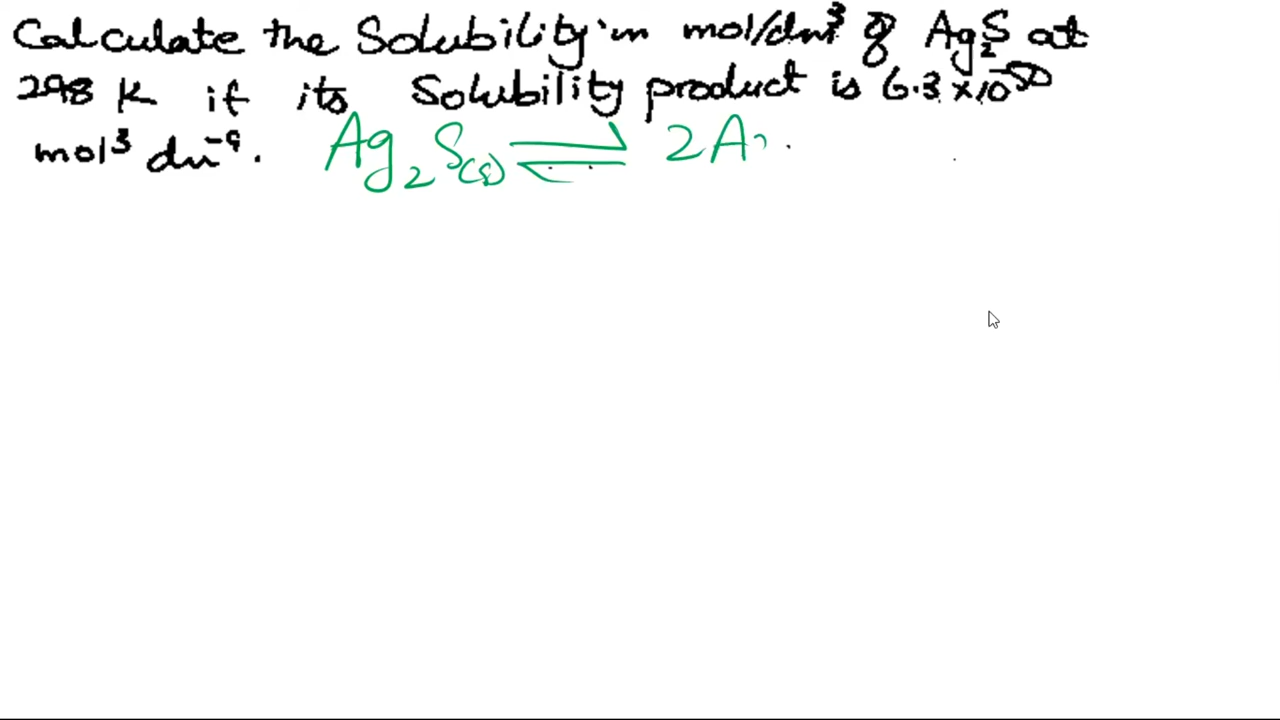 Calculate the Solubility in mol/dm³ of Ag₂S at
298 K if its Solubility product is 6.3 × 10⁻⁵⁰
mol³ dm⁻⁹. Ag₂S(s) ⇌ 2A